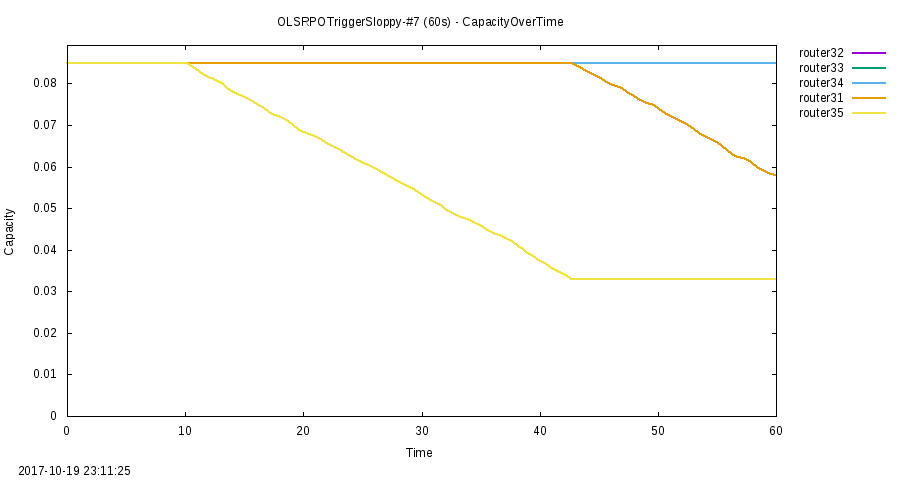 OLSRPOTriggerSloppy-#7 (60s) - CapacityOverTime
router32
router33
router34
router31
router35
0.08
0.07
0.06
0.05
0.04
0.03
0.02
0.01
0
Capacity
0 10 20 30 40 50 60
Time
2017-10-19 23:11:25